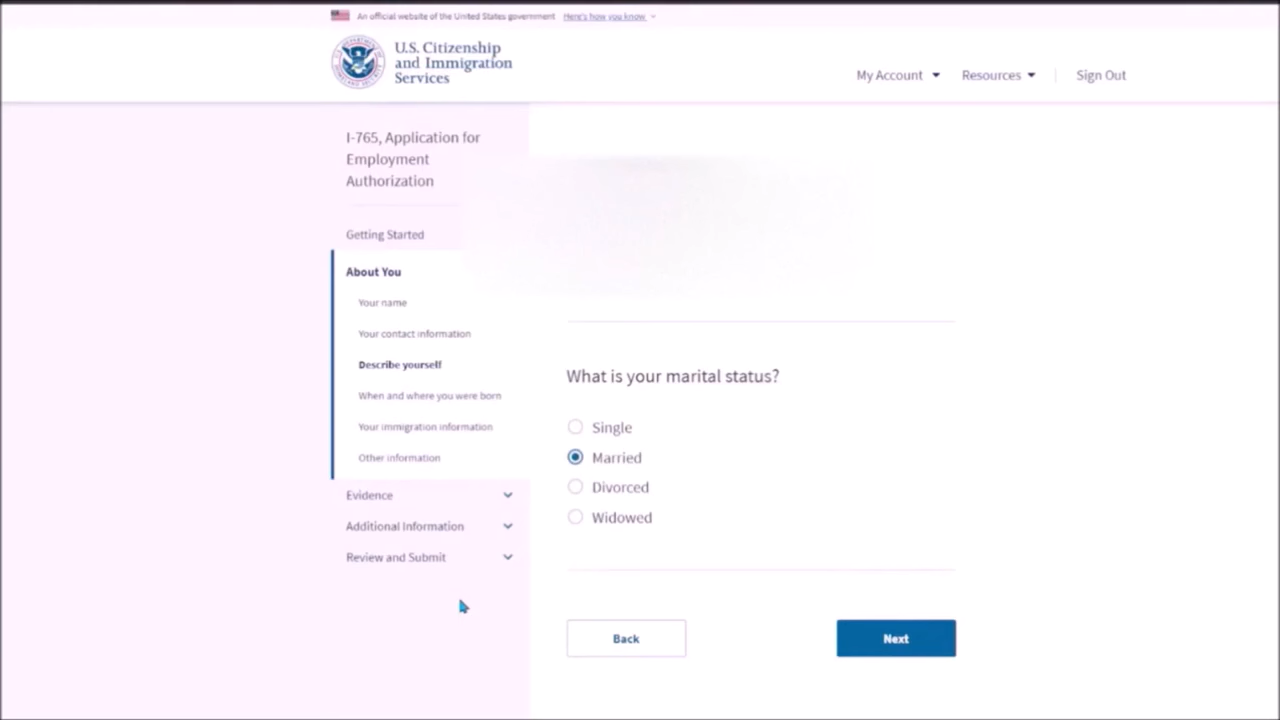 An official website of the United States government Here's how you know
U.S. Citizenship
and Immigration
Services
My Account Resources Sign Out
I-765, Application for
Employment
Authorization
Getting Started
About You
Your name
Your contact information
Describe yourself
When and where you were born
Your immigration information
Other information
Evidence
Additional Information
Review and Submit
What is your marital status?
Single
Married
Divorced
Widowed
Back Next